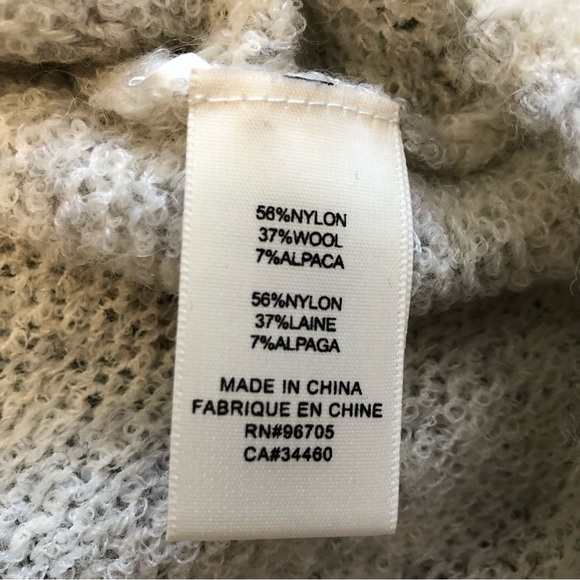 56%NYLON
37%WOOL
7%ALPACA
56%NYLON
37%LAINE
7%ALPAGA
MADE IN CHINA
FABRIQUE EN CHINE
RN#96705
CA#34460